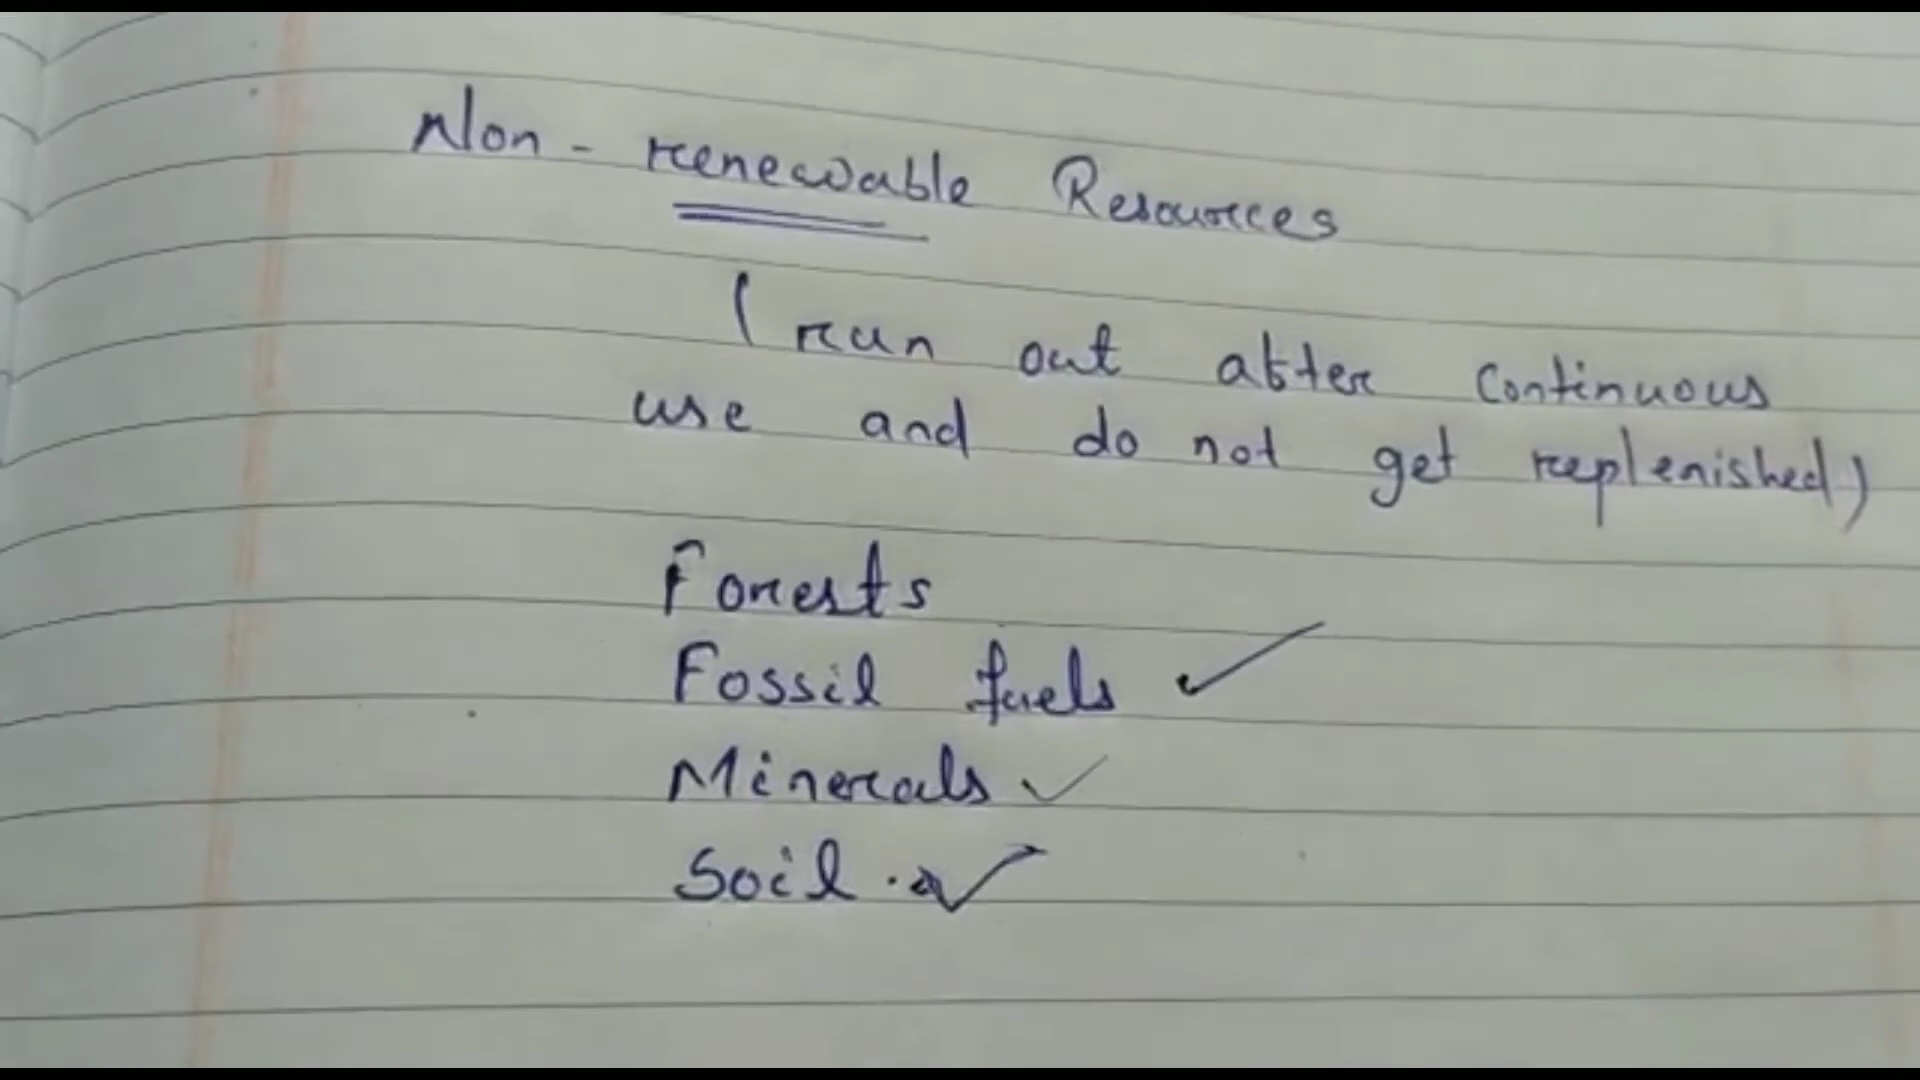 Non - renewable Resources
(run out after continuous
use and do not get replenished)
Forests
Fossil fuels ✓
Minerals ✓
Soil . ✓